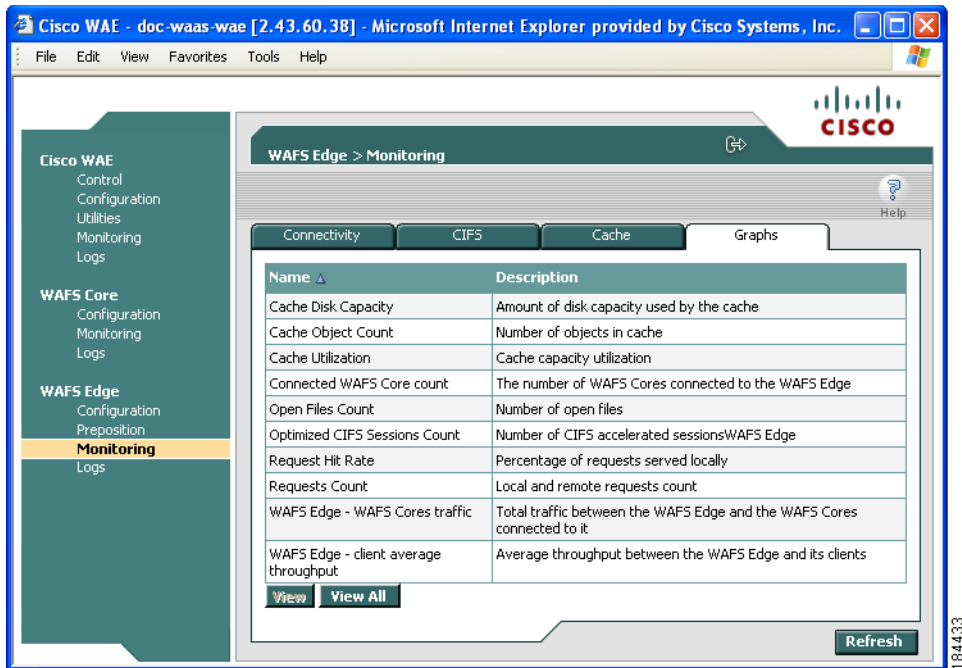 Cisco WAE - doc-waas-wae [2.43.60.38] - Microsoft Internet Explorer provided by Cisco Systems, Inc.
File Edit View Favorites Tools Help
CISCO
WAFS Edge > Monitoring
Help
Cisco WAE
Control
Configuration
Utilities
Monitoring
Logs
WAFS Core
Configuration
Monitoring
Logs
WAFS Edge
Configuration
Preposition
Monitoring
Logs
Connectivity CIFS Cache Graphs
Name Description
Cache Disk Capacity Amount of disk capacity used by the cache
Cache Object Count Number of objects in cache
Cache Utilization Cache capacity utilization
Connected WAFS Core count The number of WAFS Cores connected to the WAFS Edge
Open Files Count Number of open files
Optimized CIFS Sessions Count Number of CIFS accelerated sessionsWAFS Edge
Request Hit Rate Percentage of requests served locally
Requests Count Local and remote requests count
WAFS Edge - WAFS Cores traffic Total traffic between the WAFS Edge and the WAFS Cores
connected to it
WAFS Edge - client average Average throughput between the WAFS Edge and its clients
throughput
View View All
Refresh
184433